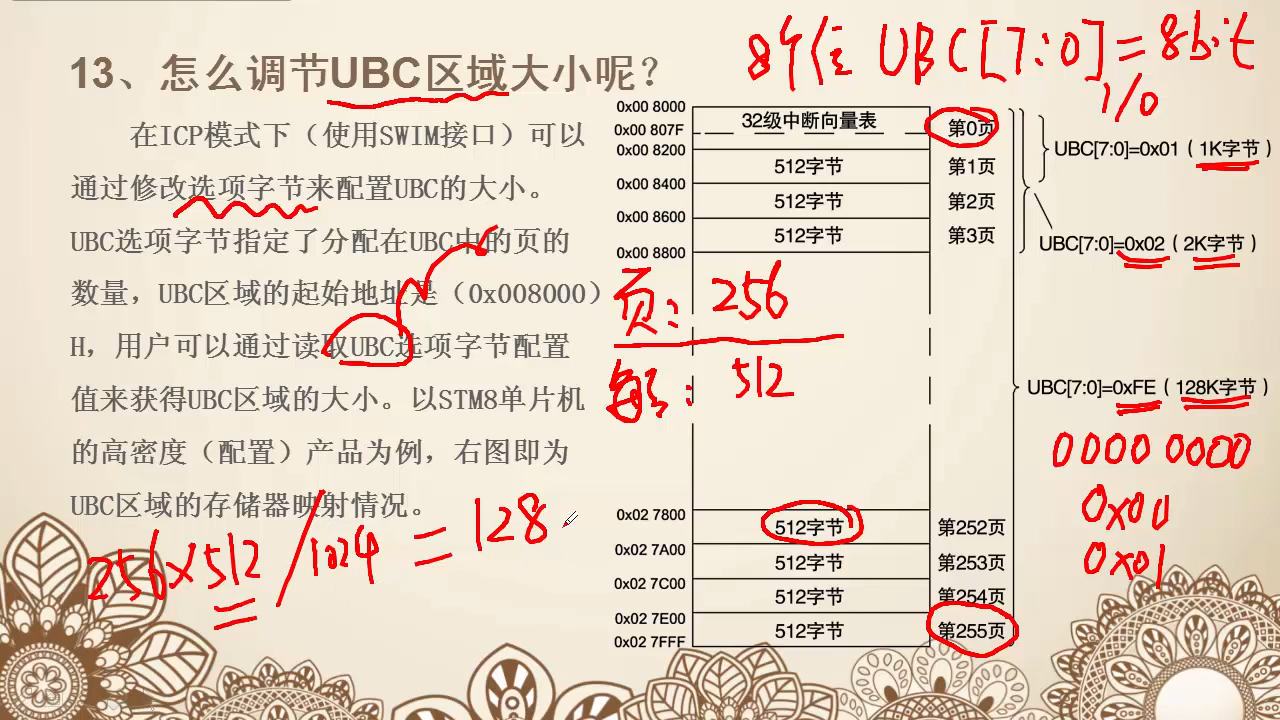 13、怎么调节UBC区域大小呢？
在ICP模式下（使用SWIM接口）可以
通过修改选项字节来配置UBC的大小。
UBC选项字节指定了分配在UBC中的页的
数量，UBC区域的起始地址是（0x008000）
H，用户可以通过读取UBC选项字节配置
值来获得UBC区域的大小。以STM8单片机
的高密度（配置）产品为例，右图即为
UBC区域的存储器映射情况。
256×512/1024=128
UBC[7:0]=8bit
1/0
0x00 8000
32级中断向量表
第0页
0x00 807F
0x00 8200
512字节
第1页
0x00 8400
512字节
第2页
0x00 8600
512字节
第3页
0x00 8800
UBC[7:0]=0x01（1K字节）
UBC[7:0]=0x02（2K字节）
页：256
512
UBC[7:0]=0xFE（128K字节）
0000 0000
0x00
0x01
0x02 7800
512字节
第252页
0x02 7A00
512字节
第253页
0x02 7C00
512字节
第254页
0x02 7E00
512字节
第255页
0x02 7FFF